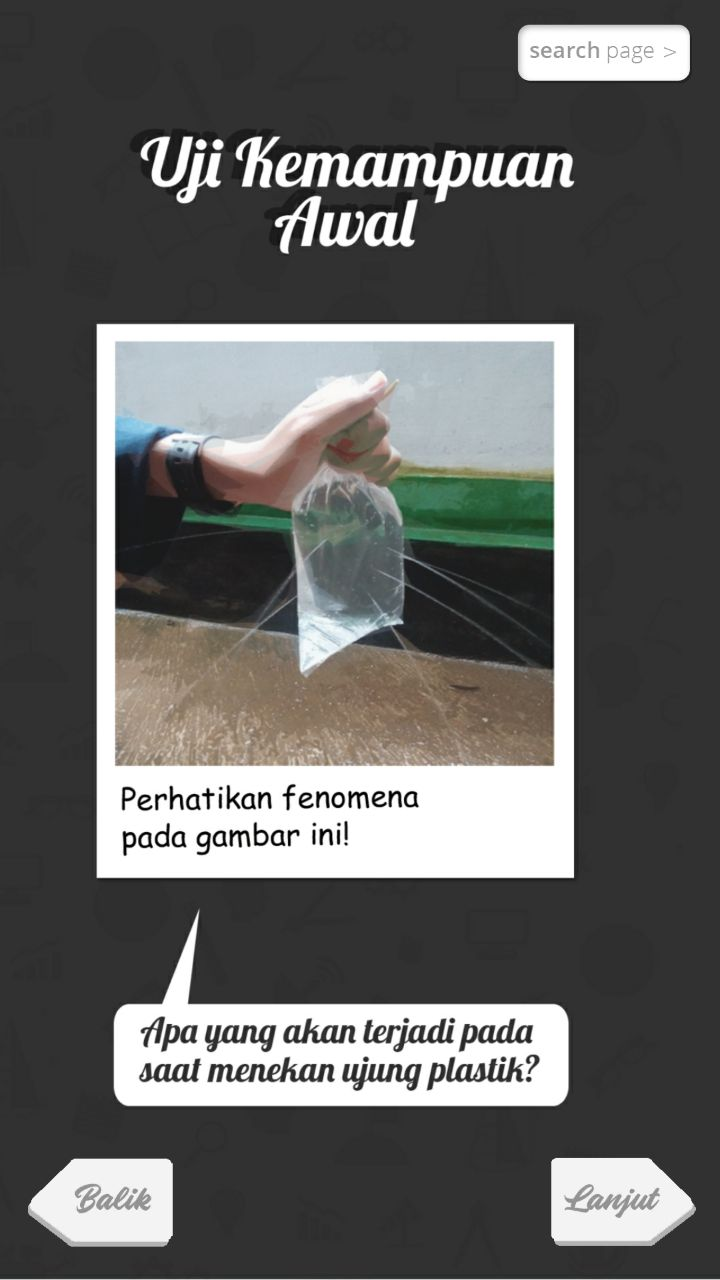 search page >
Uji Kemampuan
Awal
Perhatikan fenomena
pada gambar ini!
Apa yang akan terjadi pada
saat menekan ujung plastik?
Balik
Lanjut